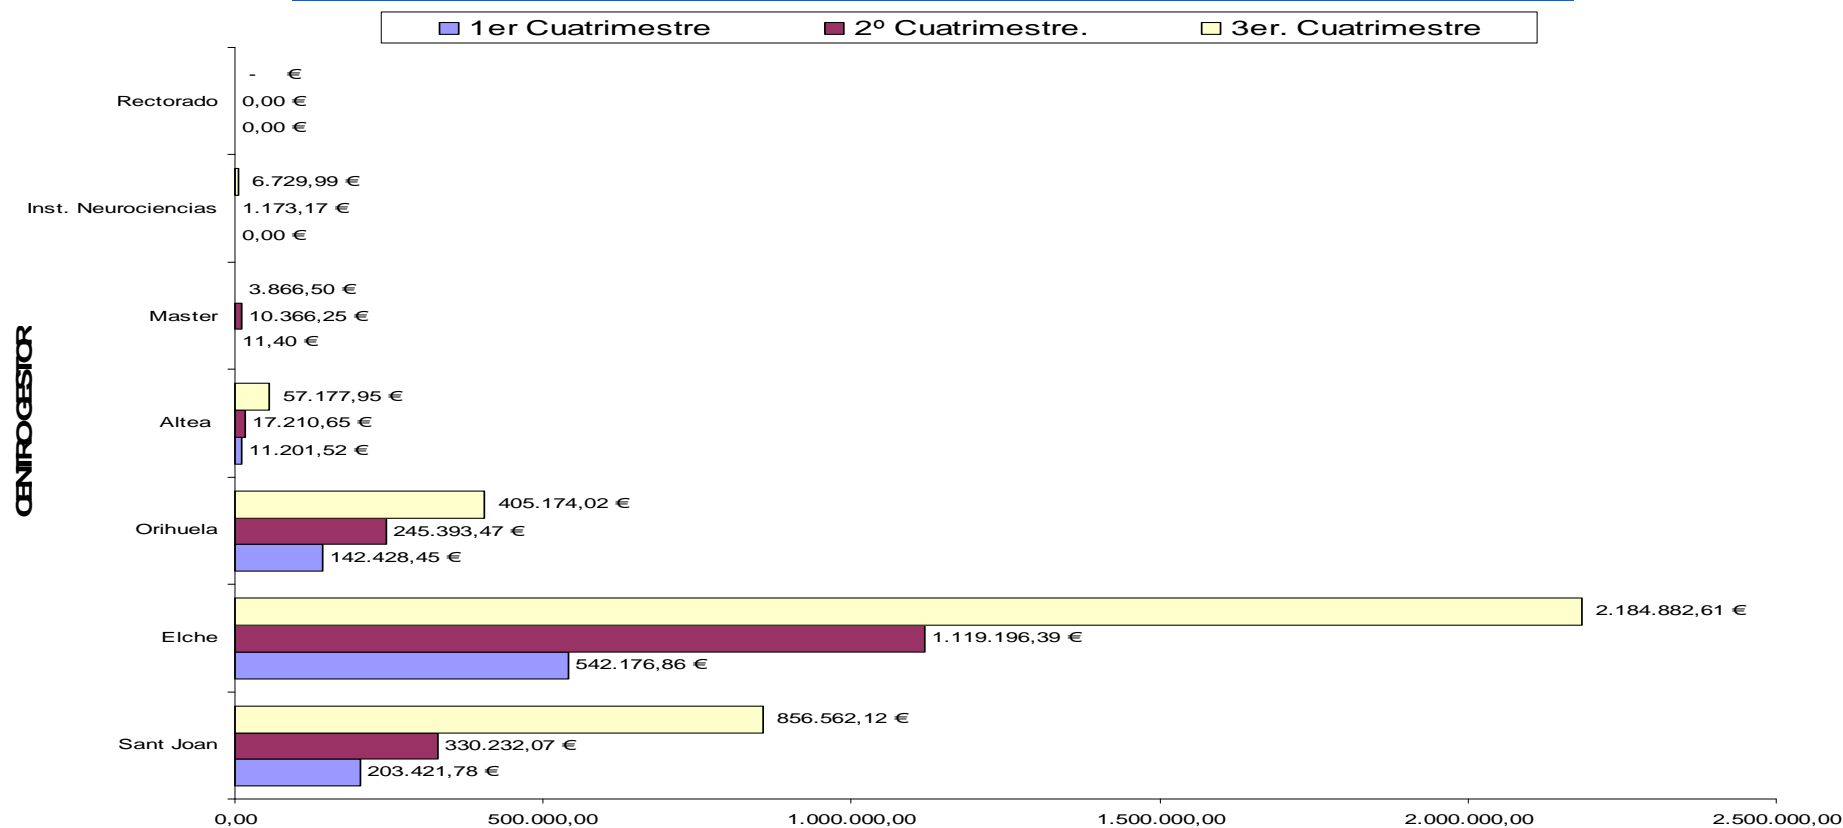 1er Cuatrimestre 2º Cuatrimestre. 3er. Cuatrimestre
- €
Rectorado 0,00 €
0,00 €
6.729,99 €
Inst. Neurociencias 1.173,17 €
0,00 €
3.866,50 €
Master 10.366,25 €
11,40 €
57.177,95 €
Altea 17.210,65 €
11.201,52 €
405.174,02 €
Orihuela 245.393,47 €
142.428,45 €
2.184.882,61 €
Elche 1.119.196,39 €
542.176,86 €
856.562,12 €
Sant Joan 330.232,07 €
203.421,78 €
0,00 500.000,00 1.000.000,00 1.500.000,00 2.000.000,00 2.500.000,00
CENTRO GESTOR